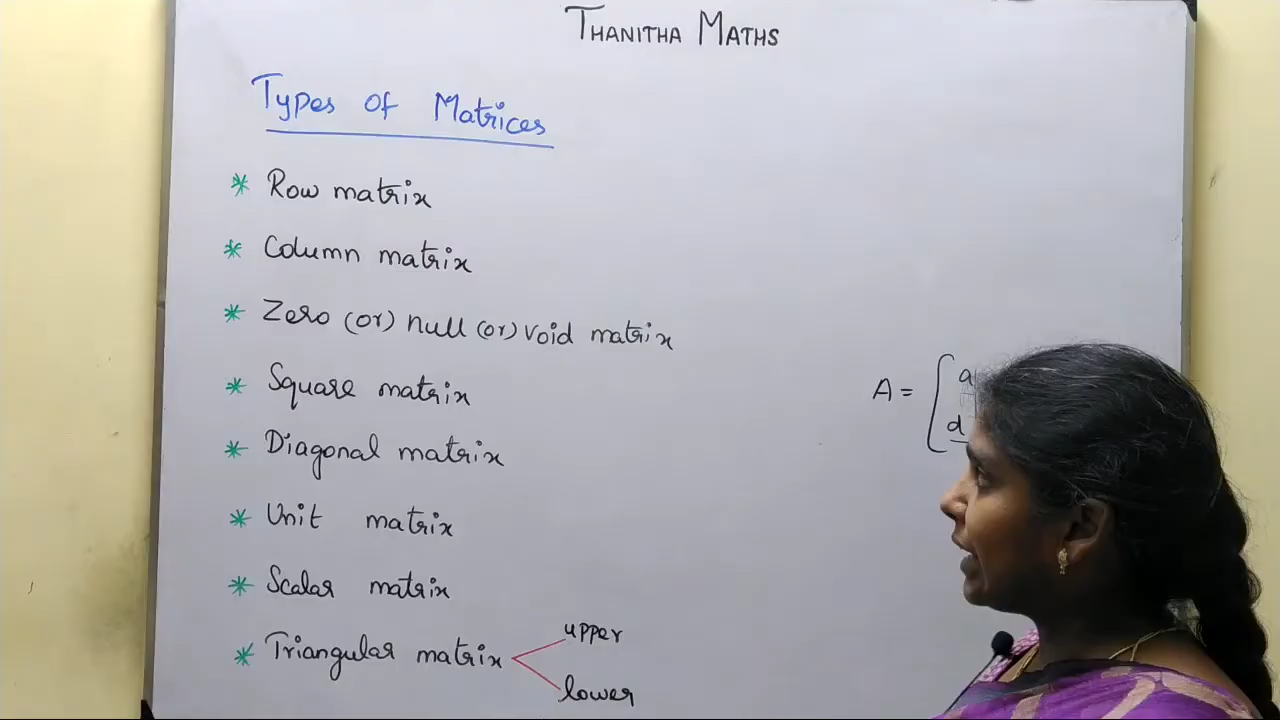 THANITHA MATHS
Types of Matrices
* Row matrix
* Column matrix
* Zero (or) null (or) void matrix
* Square matrix
* Diagonal matrix
* Unit matrix
* Scalar matrix
* Triangular matrix
upper
lower
A = [ a
d